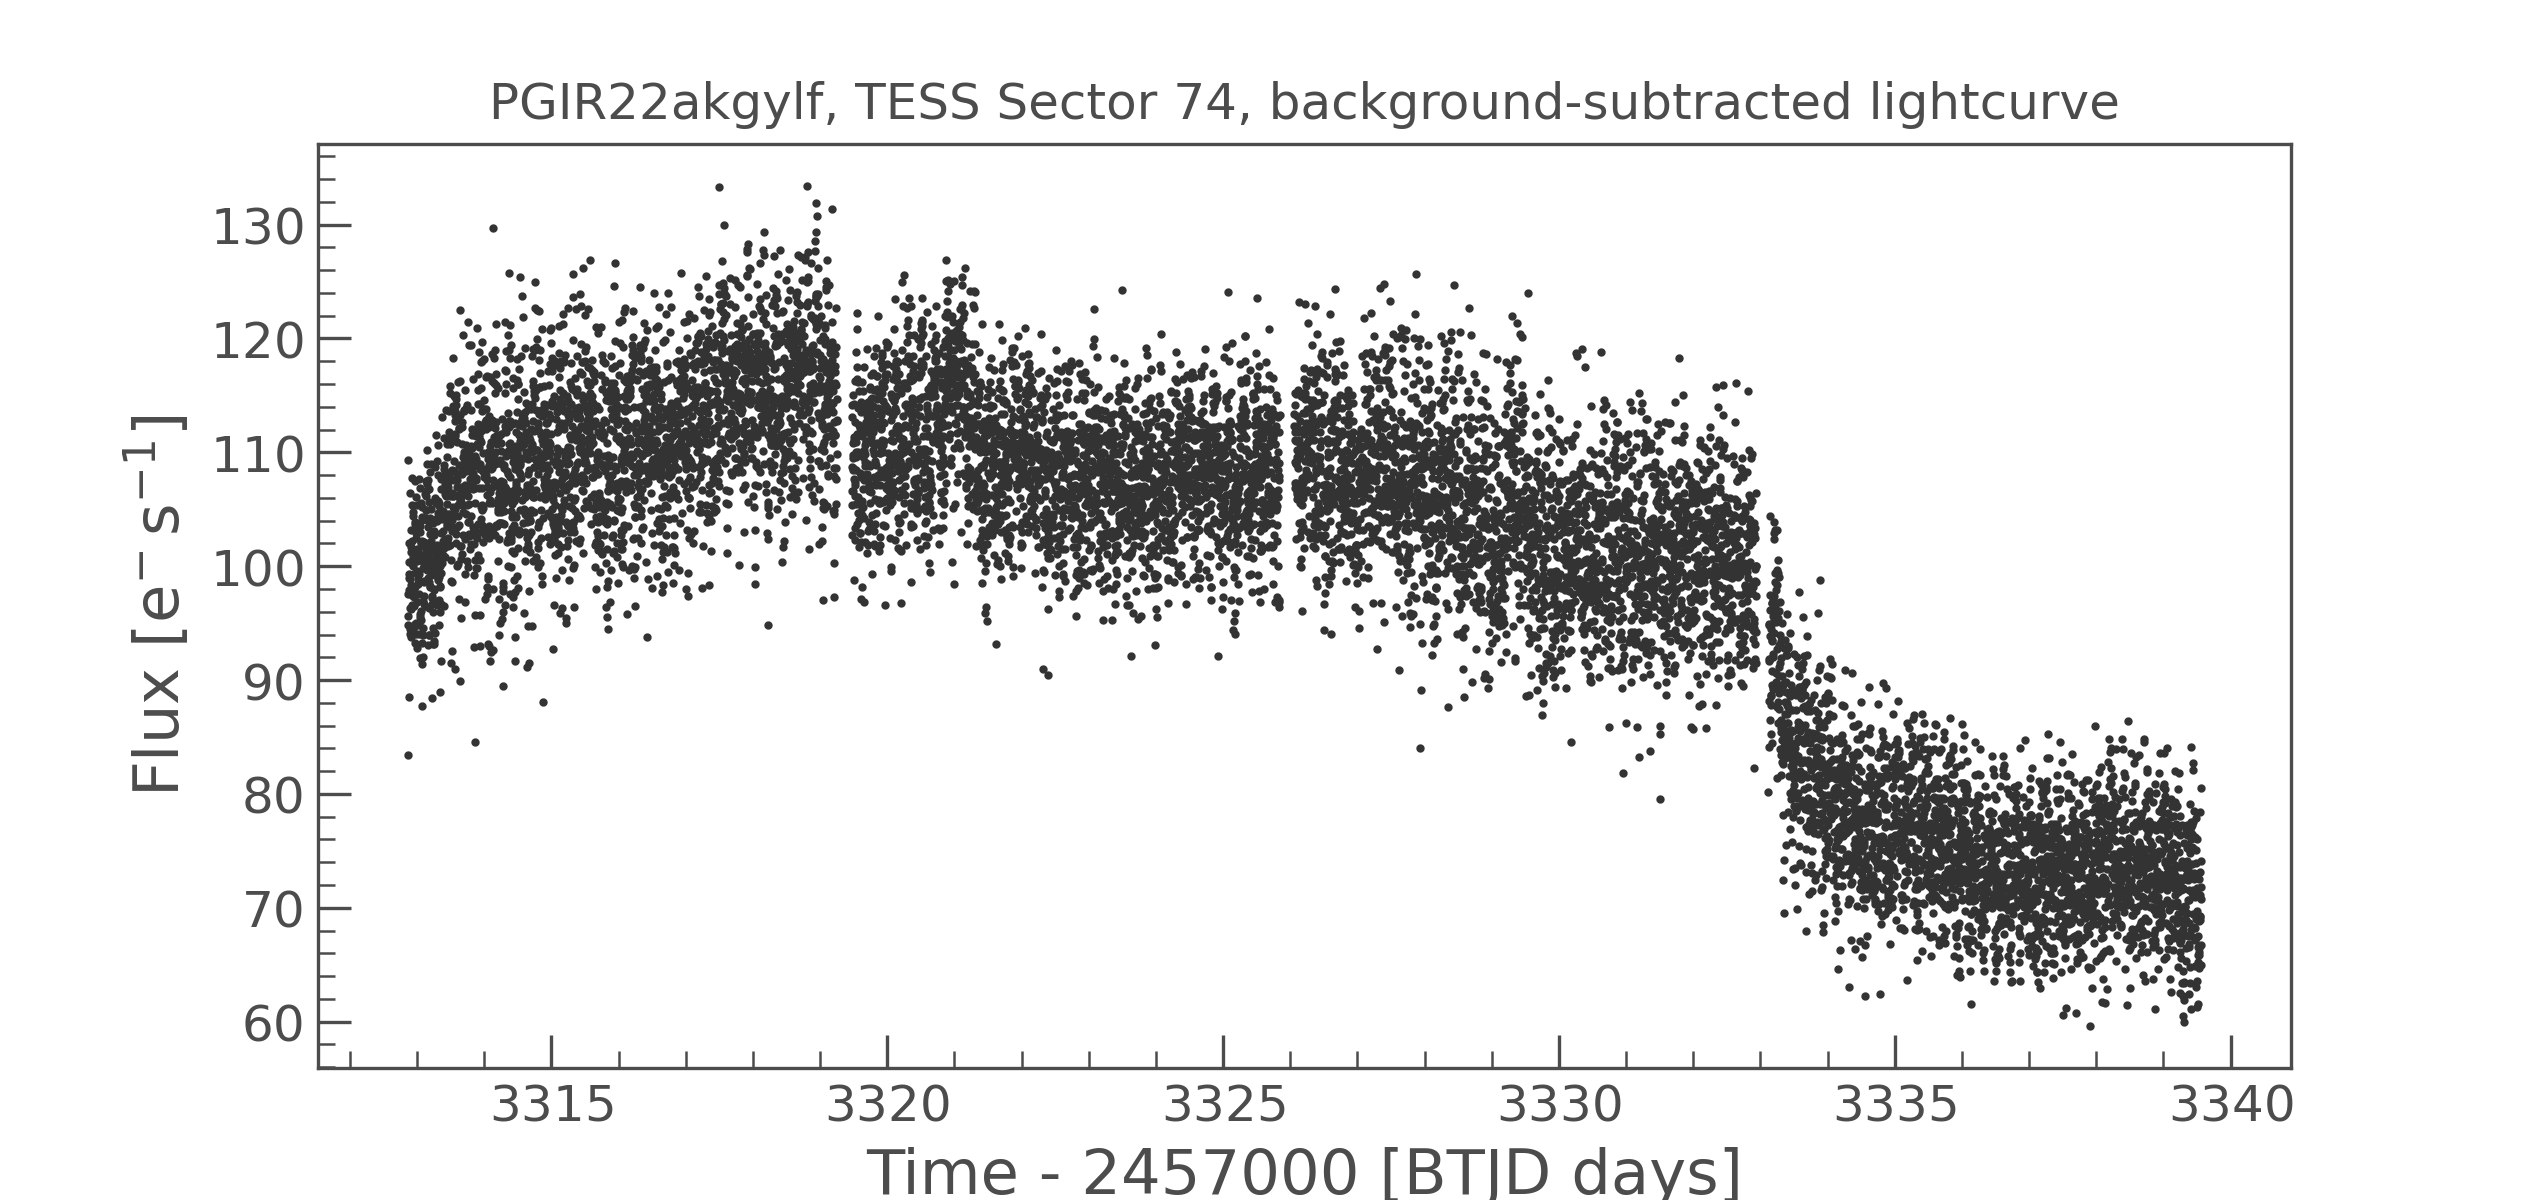 PGIR22akgylf, TESS Sector 74, background-subtracted lightcurve
Flux [e⁻ s⁻¹]
130
120
110
100
90
80
70
60
3315 3320 3325 3330 3335 3340
Time - 2457000 [BTJD days]